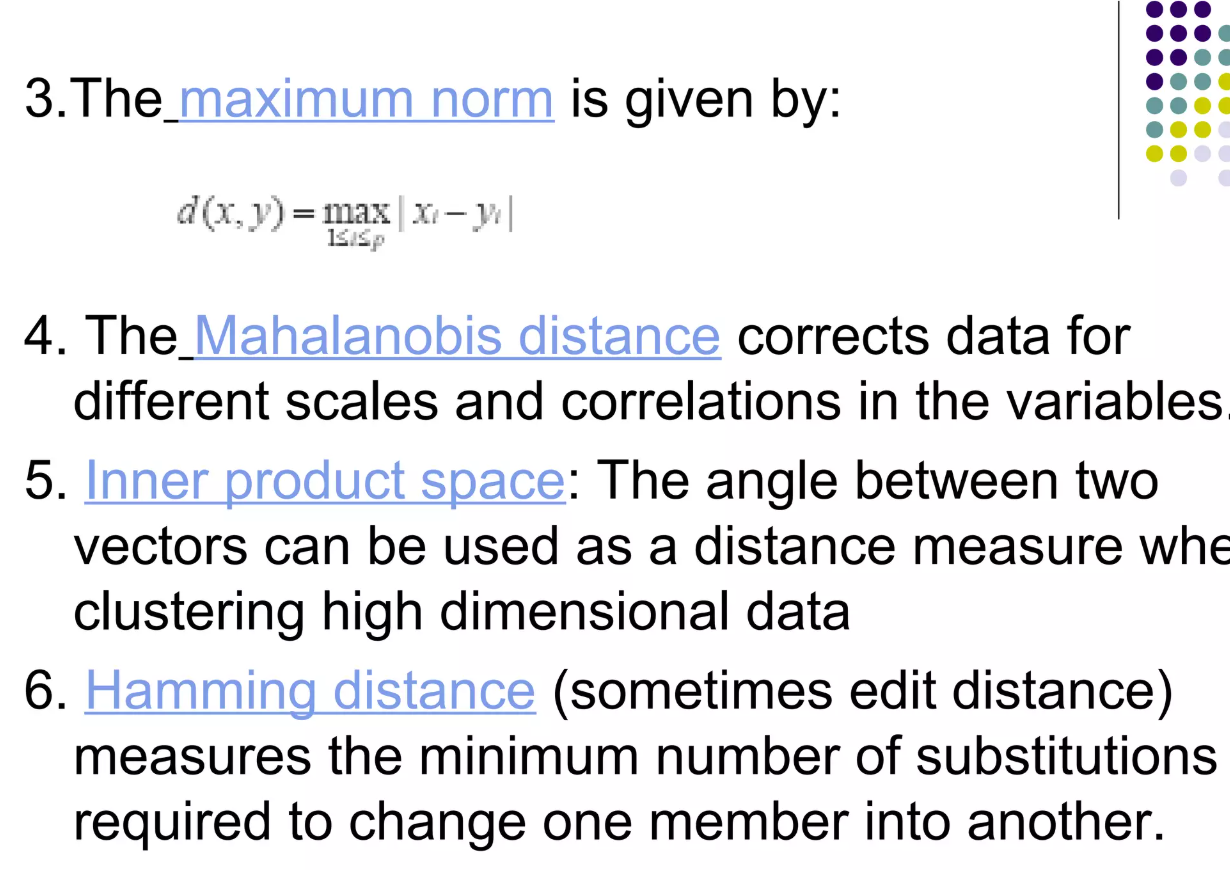 3.The maximum norm is given by:
d(x, y) = max | xi – yi |
1≤i≤p
4. The Mahalanobis distance corrects data for
different scales and correlations in the variables.
5. Inner product space: The angle between two
vectors can be used as a distance measure whe
clustering high dimensional data
6. Hamming distance (sometimes edit distance)
measures the minimum number of substitutions
required to change one member into another.